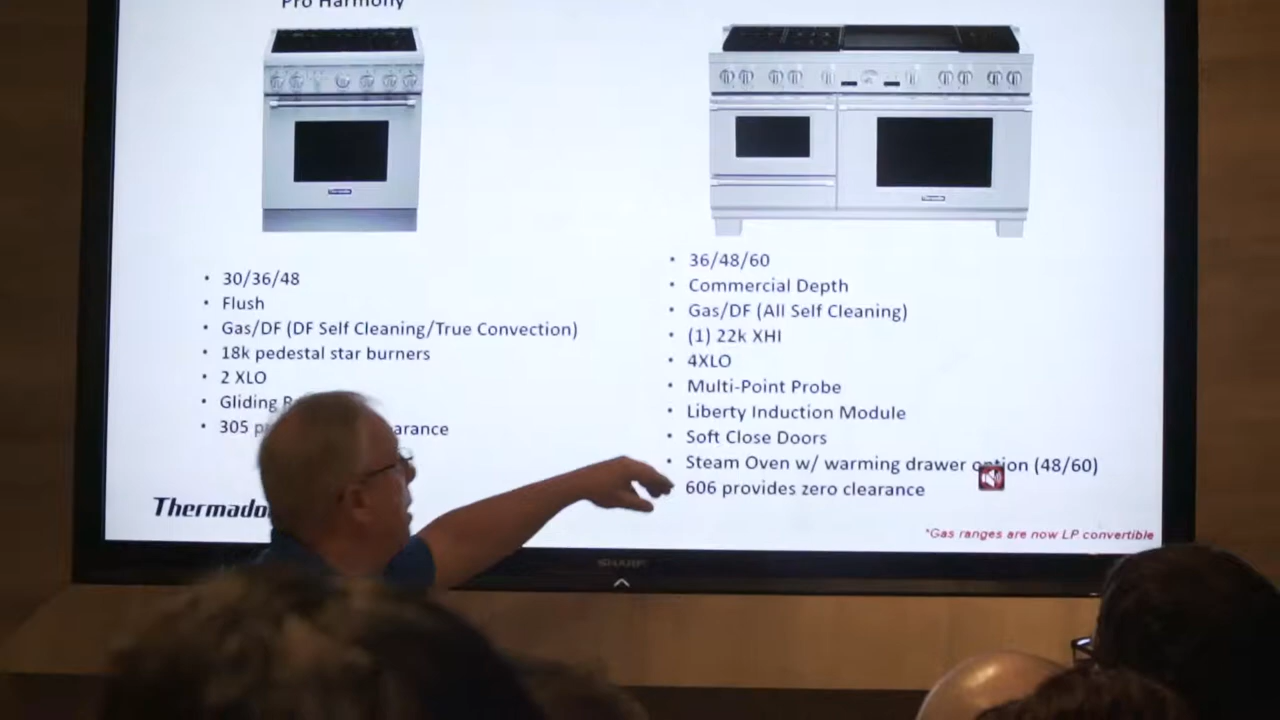 Pro Harmony
Thermador
Thermador
• 30/36/48
• Flush
• Gas/DF (DF Self Cleaning/True Convection)
• 18k pedestal star burners
• 2 XLO
• Gliding
• 305 arance
• 36/48/60
• Commercial Depth
• Gas/DF (All Self Cleaning)
• (1) 22k XHI
• 4XLO
• Multi-Point Probe
• Liberty Induction Module
• Soft Close Doors
• Steam Oven w/ warming drawer option (48/60)
606 provides zero clearance
Thermado
*Gas ranges are now LP convertible
SHARP